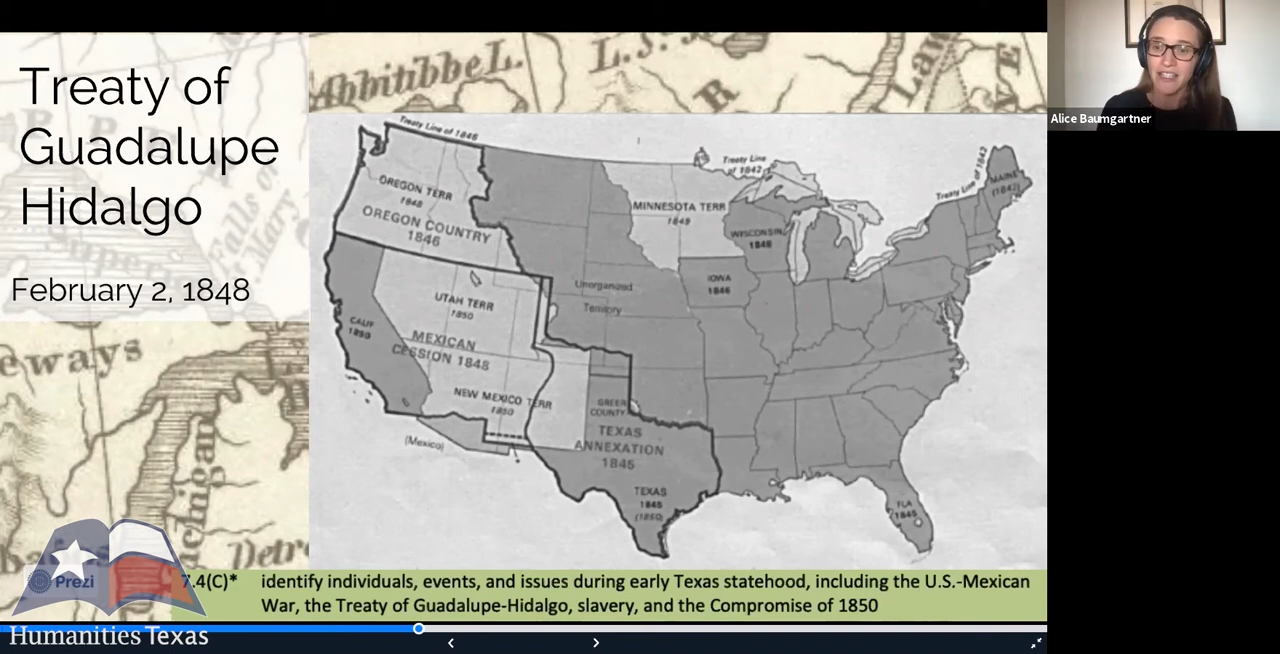 Treaty of
Guadalupe
Hidalgo
February 2, 1848
Abbitibbe L.
L. S.
R
Alice Baumgartner
Treaty Line of 1846
OREGON TERR
1848
OREGON COUNTRY
1846
MINNESOTA TERR
1849
Treaty Line
of 1842
Treaty Line of 1842
MAINE
(1842)
WISCONSIN
1848
IOWA
1846
Unorganized
Territory
UTAH TERR
1850
CALIF
1850
MEXICAN
CESSION 1848
NEW MEXICO TERR
1850
(Mexico)
GREER
COUNTY
TEXAS
ANNEXATION
1845
TEXAS
1845
(1850)
FLA
1845
Falls of
eways
Prezi
7.4(C)* identify individuals, events, and issues during early Texas statehood, including the U.S.-Mexican
War, the Treaty of Guadalupe-Hidalgo, slavery, and the Compromise of 1850
Humanities Texas